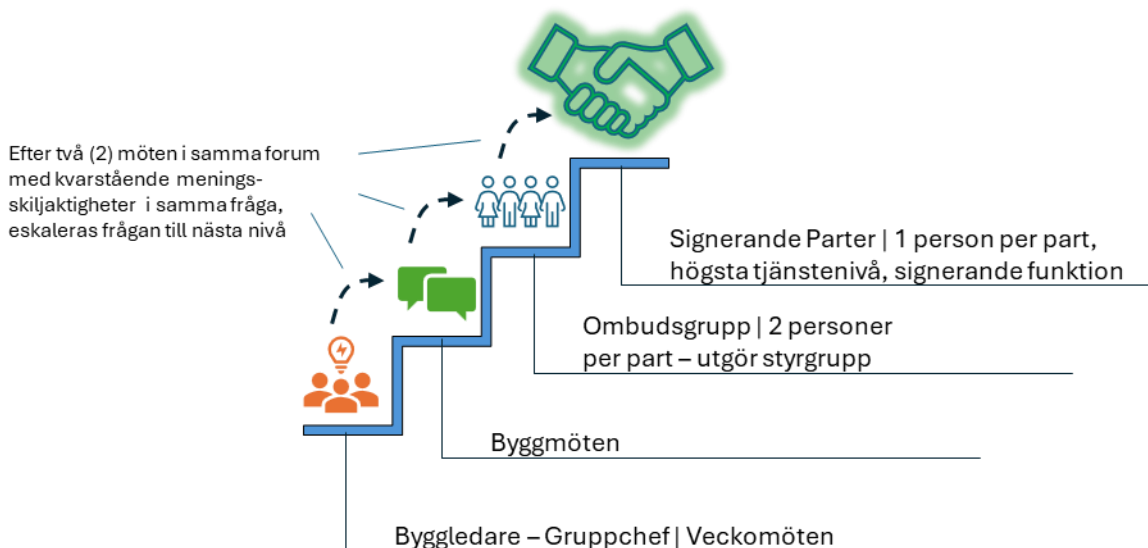 Efter två (2) möten i samma forum
med kvarstående menings-
skiljaktigheter i samma fråga,
eskaleras frågan till nästa nivå
Signerande Parter | 1 person per part,
högsta tjänstenivå, signerande funktion
Ombudsgrupp | 2 personer
per part – utgör styrgrupp
Byggmöten
Byggledare – Gruppchef | Veckomöten